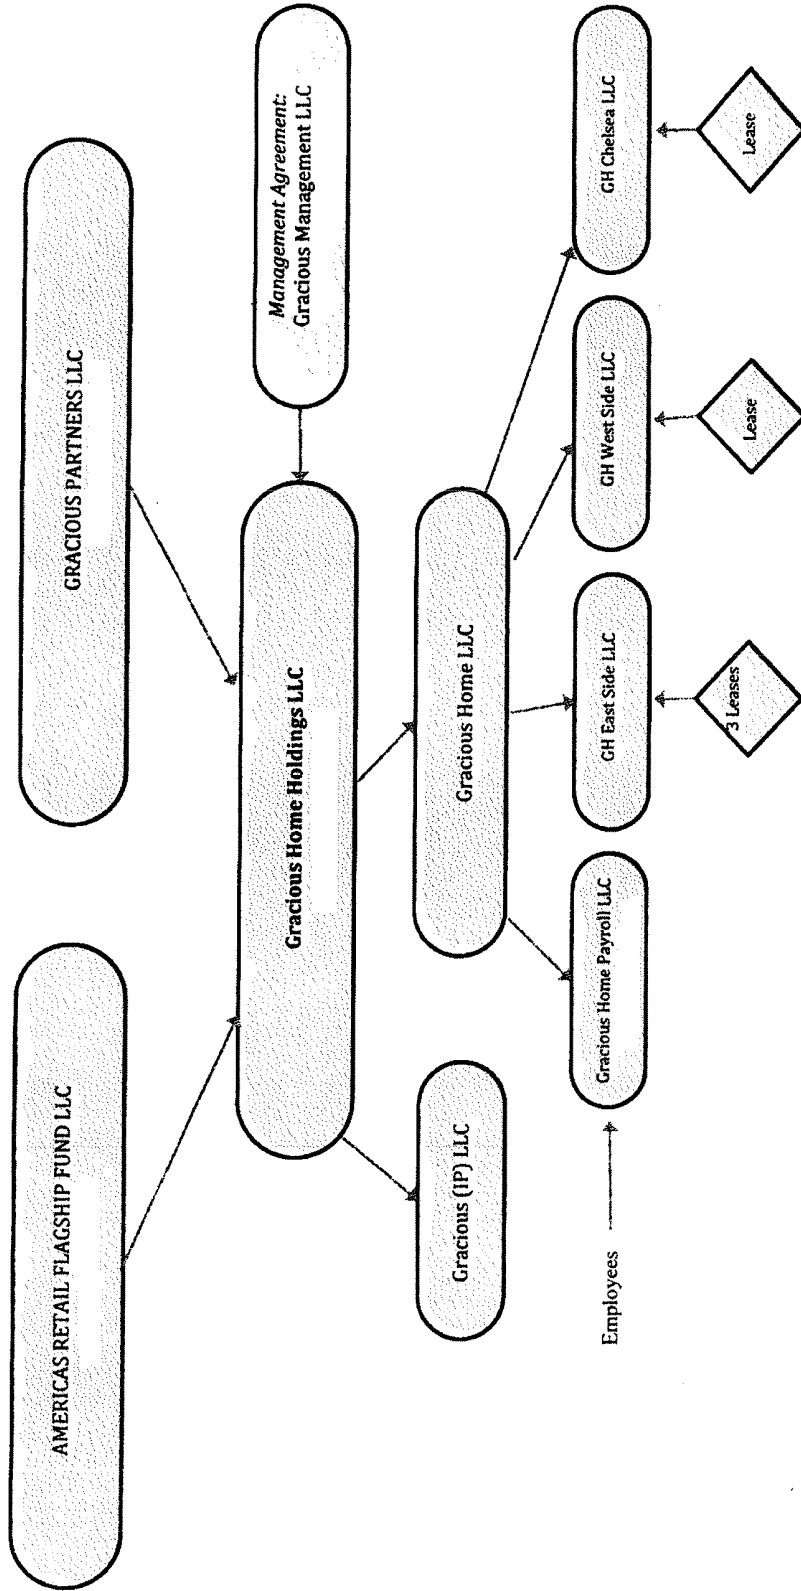 AMERICAS RETAIL FLAGSHIP FUND LLC
GRACIOUS PARTNERS LLC
Gracious Home Holdings LLC
Management Agreement:
Gracious Management LLC
Gracious (IP) LLC
Gracious Home LLC
Employees
Gracious Home Payroll LLC
GH East Side LLC
GH West Side LLC
GH Chelsea LLC
3 Leases
Lease
Lease